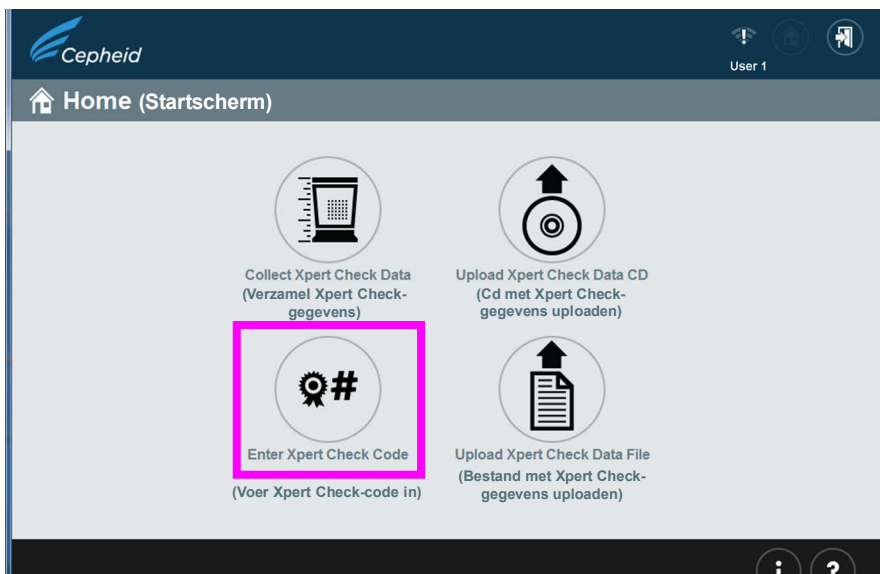 Cepheid
User 1
Home (Startscherm)
Collect Xpert Check Data
(Verzamel Xpert Check-
gegevens)
Upload Xpert Check Data CD
(Cd met Xpert Check-
gegevens uploaden)
#
Enter Xpert Check Code
(Voer Xpert Check-code in)
Upload Xpert Check Data File
(Bestand met Xpert Check-
gegevens uploaden)
i ?